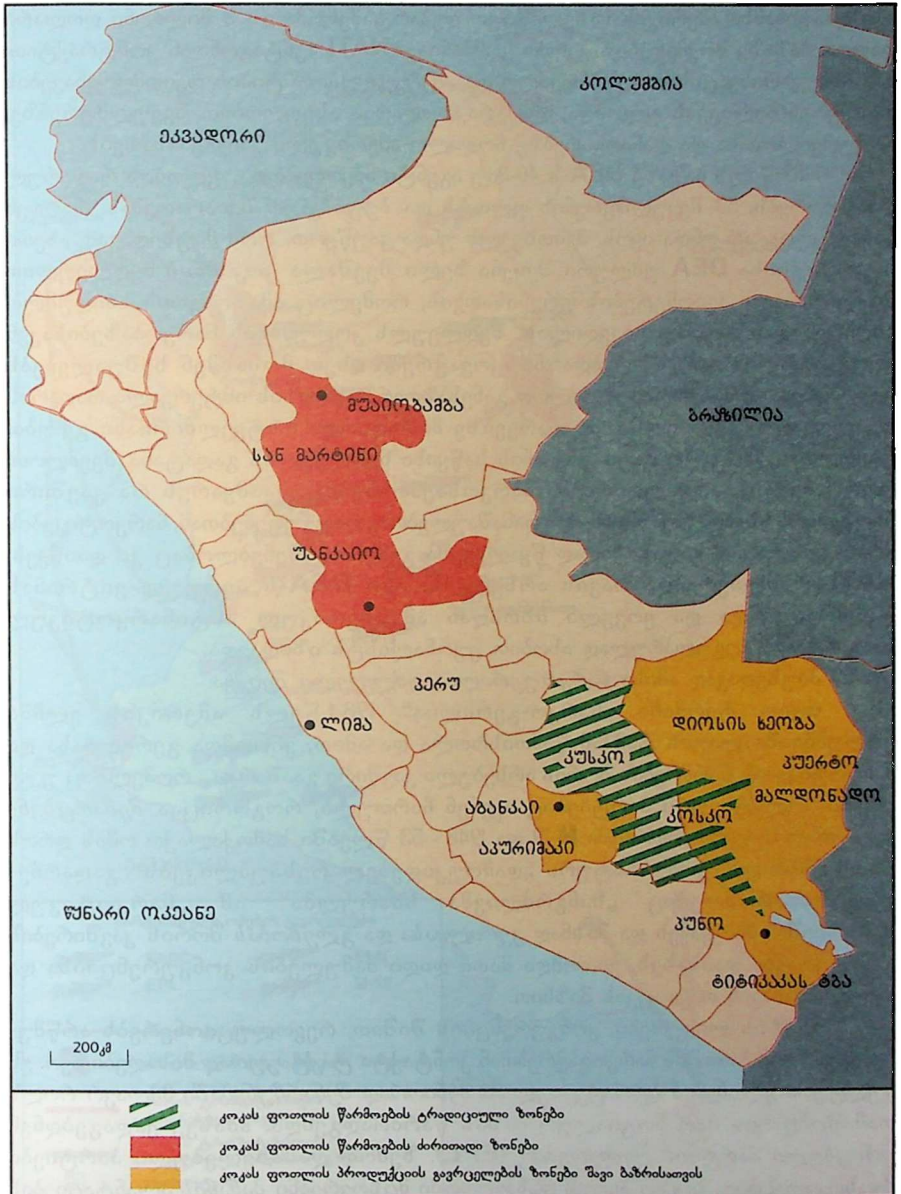 კოლუმბია
ეკვადორი
ბრაზილია
მუაიობამბა
სან მარტინი
უანკაიო
პერუ
ლიმა
დიოსის ხეობა
კუსკო
პუერტო
მალდონადო
აბანკაი
კოსკო
აპურიმაკი
წყნარი ოკეანე
პუნო
ტიტიკაკას ტბა
200კმ
კოკას ფოთლის წარმოების ტრადიციული ზონები
კოკას ფოთლის წარმოების ძირითადი ზონები
კოკას ფოთლის პროდუქციის გავრცელების ზონები შავი ბაზრისათვის